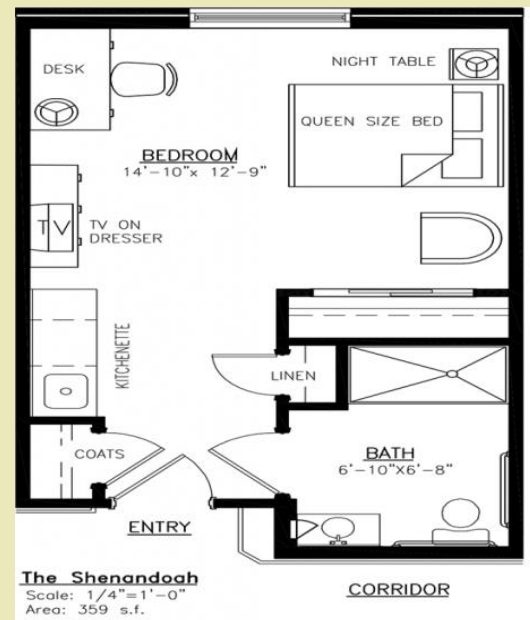 DESK
NIGHT TABLE
QUEEN SIZE BED
BEDROOM
14'-10"x 12'-9"
TV
TV ON
DRESSER
KITCHENETTE
LINEN
COATS
BATH
6'-10"X6'-8"
ENTRY
The Shenandoah
Scale: 1/4"=1'-0"
Area: 359 s.f.
CORRIDOR